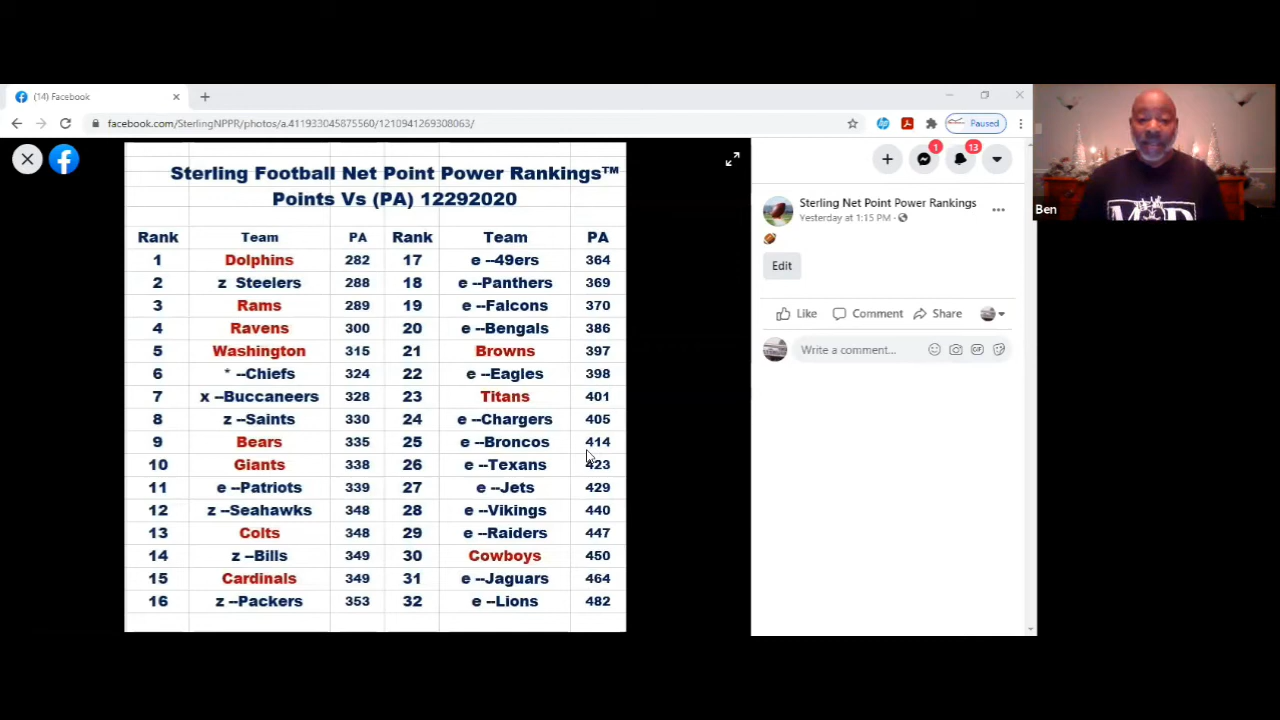 (14) Facebook
facebook.com/SterlingNPPR/photos/a.411933045875560/1210941269308063/
Paused
Sterling Football Net Point Power Rankings™
Points Vs (PA) 12292020
Rank Team PA Rank Team PA
1 Dolphins 282 17 e --49ers 364
2 z Steelers 288 18 e --Panthers 369
3 Rams 289 19 e --Falcons 370
4 Ravens 300 20 e --Bengals 386
5 Washington 315 21 Browns 397
6 * --Chiefs 324 22 e --Eagles 398
7 x --Buccaneers 328 23 Titans 401
8 z --Saints 330 24 e --Chargers 405
9 Bears 335 25 e --Broncos 414
10 Giants 338 26 e --Texans 423
11 e --Patriots 339 27 e --Jets 429
12 z --Seahawks 348 28 e --Vikings 440
13 Colts 348 29 e --Raiders 447
14 z --Bills 349 30 Cowboys 450
15 Cardinals 349 31 e --Jaguars 464
16 z --Packers 353 32 e --Lions 482
1 13
Sterling Net Point Power Rankings
Yesterday at 1:15 PM
Edit
Like Comment Share
Write a comment...
Ben